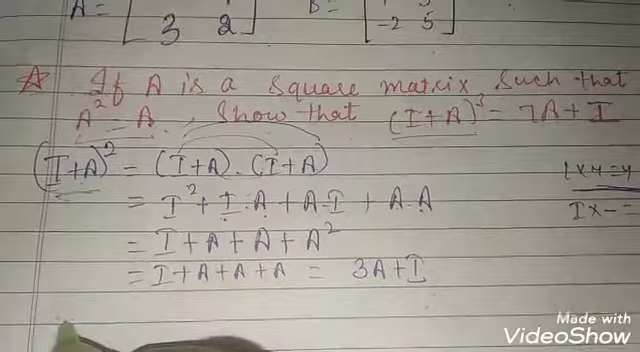 A = [ 3 2 ] B = [ -2 5 ]
☆ If A is a square matrix, such that
A² = A, show that (I+A)³ = 7A + I
(I+A)² = (I+A).(I+A)
= I² + I.A + A.I + A.A
= I + A + A + A²
= I + A + A + A = 3A + I
1×4=4
I×-=
Made with
VideoShow